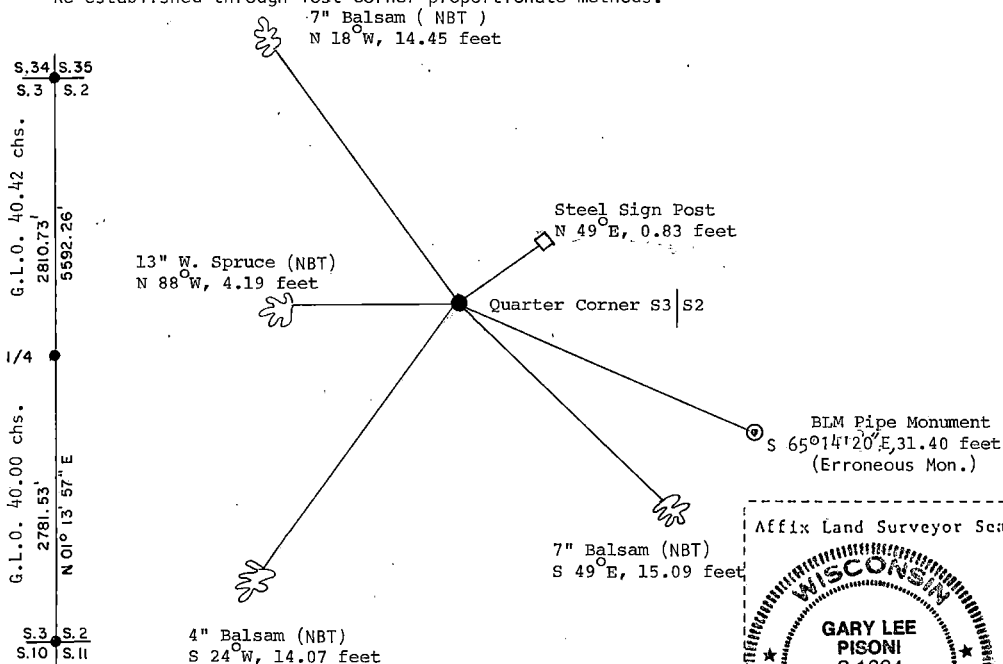 Re-established through lost corner proportionate methods.
7" Balsam ( NBT )
N 18°W, 14.45 feet
S.34 S.35
S.3 S.2
G.L.O. 40.42 chs.
2810.73'
5592.26'
Steel Sign Post
N 49°E, 0.83 feet
13" W. Spruce (NBT)
N 88°W, 4.19 feet
Quarter Corner S3|S2
1/4
BLM Pipe Monument
S 65°14'20"E,31.40 feet
(Erroneous Mon.)
G.L.O. 40.00 chs.
2781.53'
N 01° 13' 57" E
7" Balsam (NBT)
S 49°E, 15.09 feet
Affix Land Surveyor Sea
WISCONSIN
GARY LEE
PISONI
S.3 S.2
S.10 S.11
4" Balsam (NBT)
S 24°W, 14.07 feet